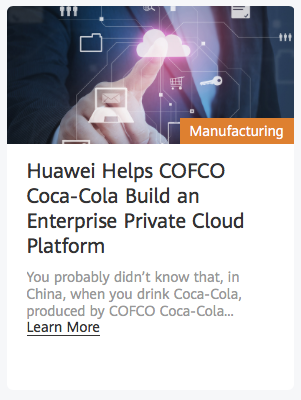 Manufacturing
Huawei Helps COFCO
Coca-Cola Build an
Enterprise Private Cloud
Platform
You probably didn’t know that, in
China, when you drink Coca-Cola,
produced by COFCO Coca-Cola...
Learn More